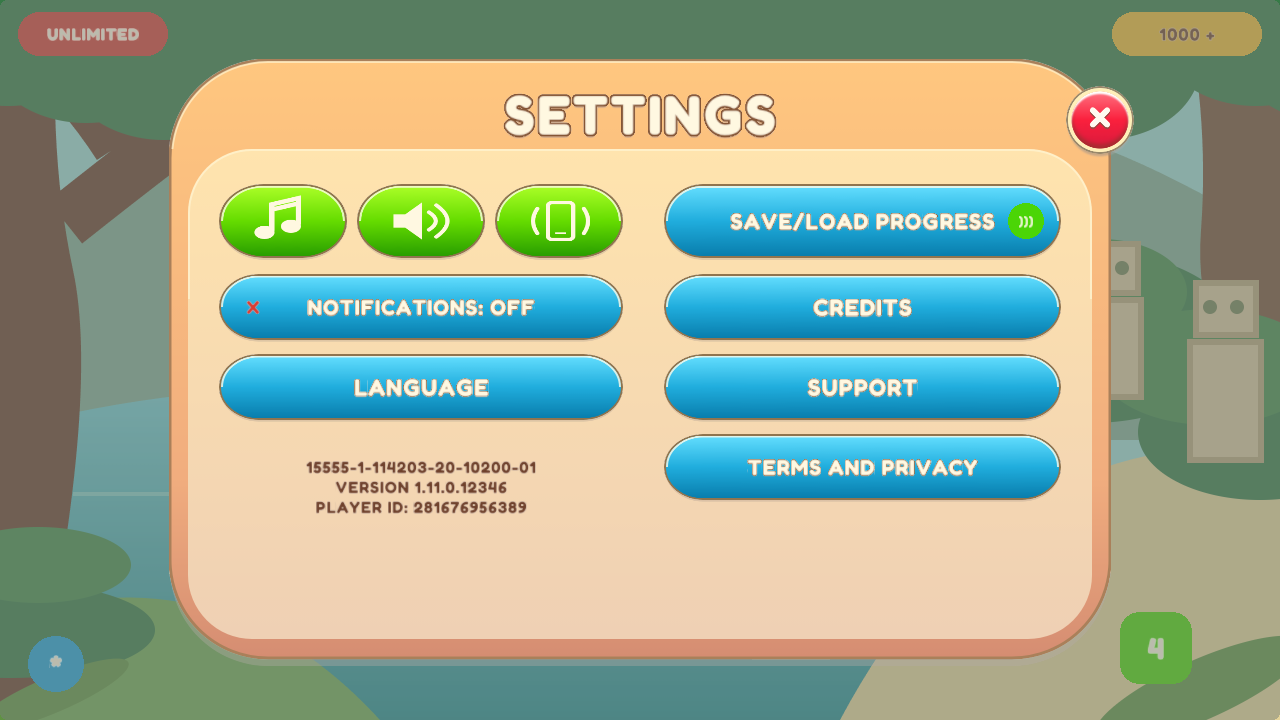 UNLIMITED
1000 +
SETTINGS
SAVE/LOAD PROGRESS
NOTIFICATIONS: OFF
CREDITS
LANGUAGE
SUPPORT
TERMS AND PRIVACY
15555-1-114203-20-10200-01
VERSION 1.11.0.12346
PLAYER ID: 281676956389
4